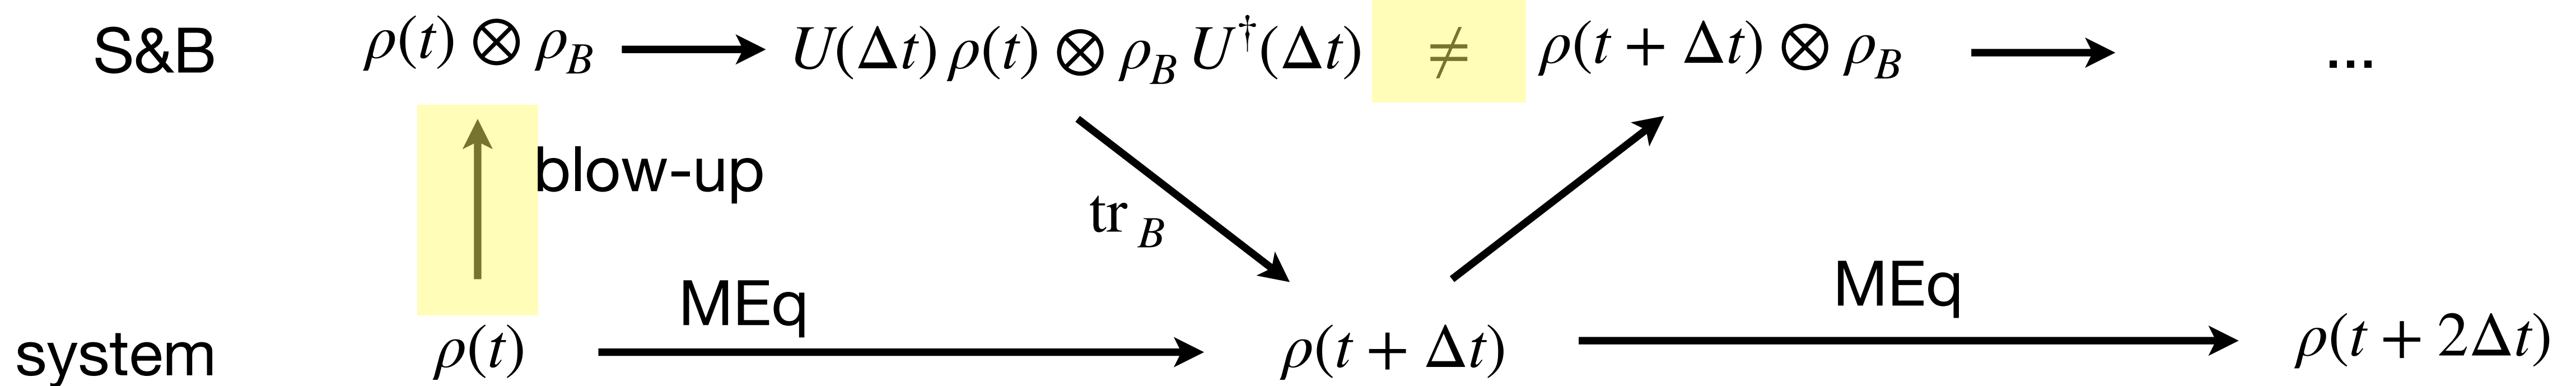 S&B ρ(t) ⊗ ρ_B ⟶ U(Δt) ρ(t) ⊗ ρ_B U†(Δt) ≠ ρ(t + Δt) ⊗ ρ_B ⟶ ...
blow-up
tr_B
MEq MEq
system ρ(t) ⟶ ρ(t + Δt) ⟶ ρ(t + 2Δt)